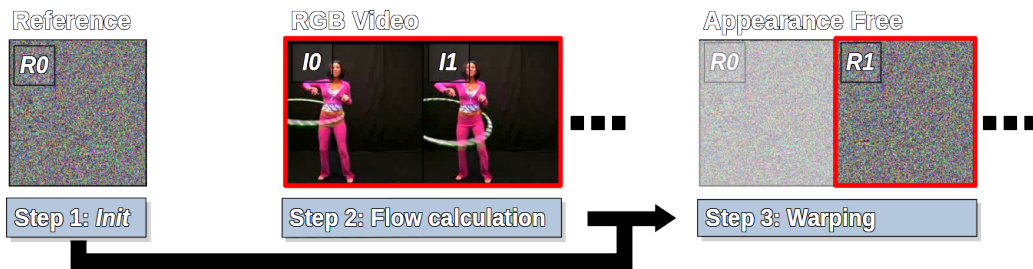 Reference
RGB Video
Appearance Free
R0
I0
I1
R0
R1
Step 1: Init
Step 2: Flow calculation
Step 3: Warping